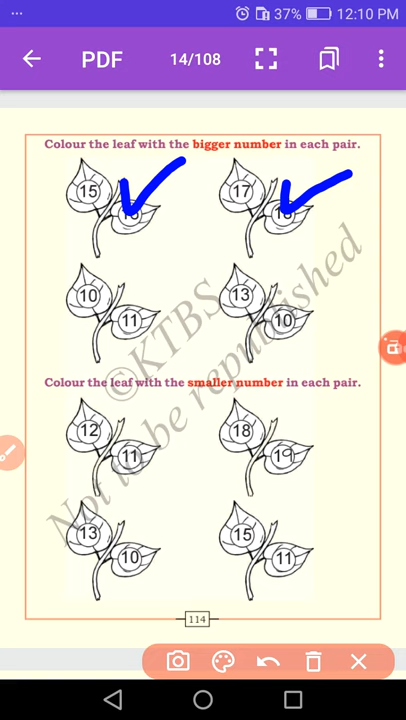 ... 37% 12:10 PM
PDF 14/108
Colour the leaf with the bigger number in each pair.
15 17
18
10 13
11 10
Colour the leaf with the smaller number in each pair.
12 18
11 19
13 15
10 11
©KTBS
Not to be republished
114